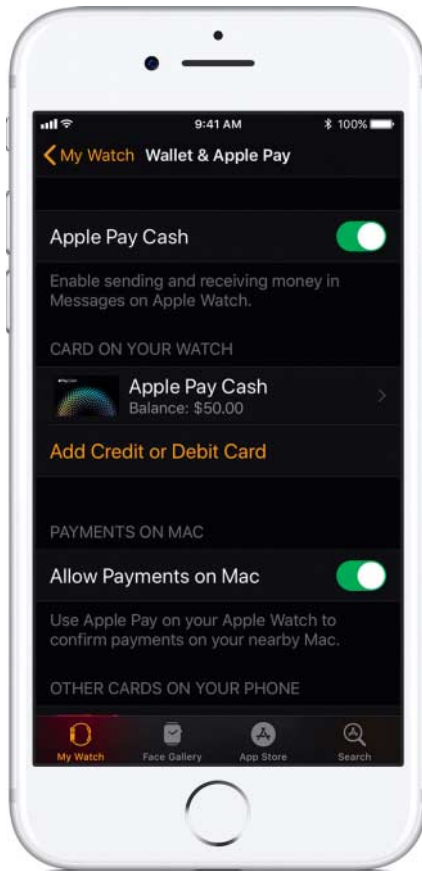 9:41 AM
100%
My Watch Wallet & Apple Pay
Apple Pay Cash
Enable sending and receiving money in
Messages on Apple Watch.
CARD ON YOUR WATCH
Apple Pay Cash
Balance: $50.00
Add Credit or Debit Card
PAYMENTS ON MAC
Allow Payments on Mac
Use Apple Pay on your Apple Watch to
confirm payments on your nearby Mac.
OTHER CARDS ON YOUR PHONE
My Watch Face Gallery App Store Search